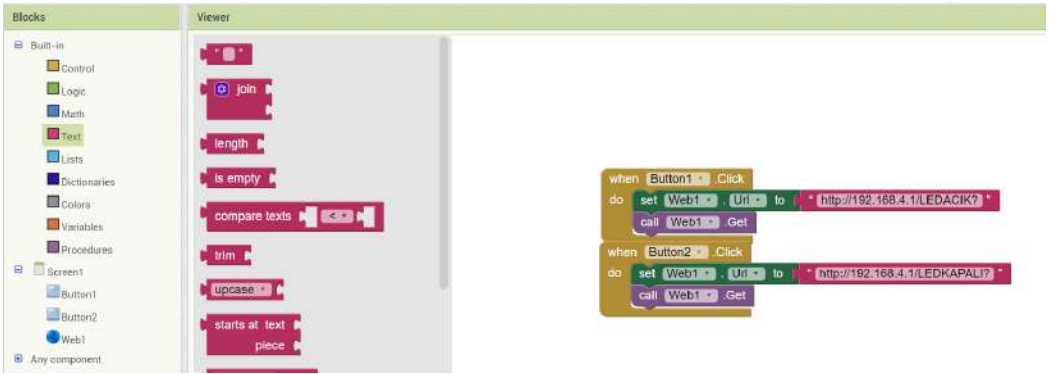 Blocks
Built-in
Control
Logic
Math
Text
Lists
Dictionaries
Colors
Variables
Procedures
Screen1
Button1
Button2
Web1
Any component
Viewer
" "
join
length
is empty
compare texts <
trim
upcase
starts at text
piece
when Button1 .Click
do set Web1 . Url to " http://192.168.4.1/LEDACIK? "
call Web1 .Get
when Button2 .Click
do set Web1 . Url to " http://192.168.4.1/LEDKAPALI? "
call Web1 .Get